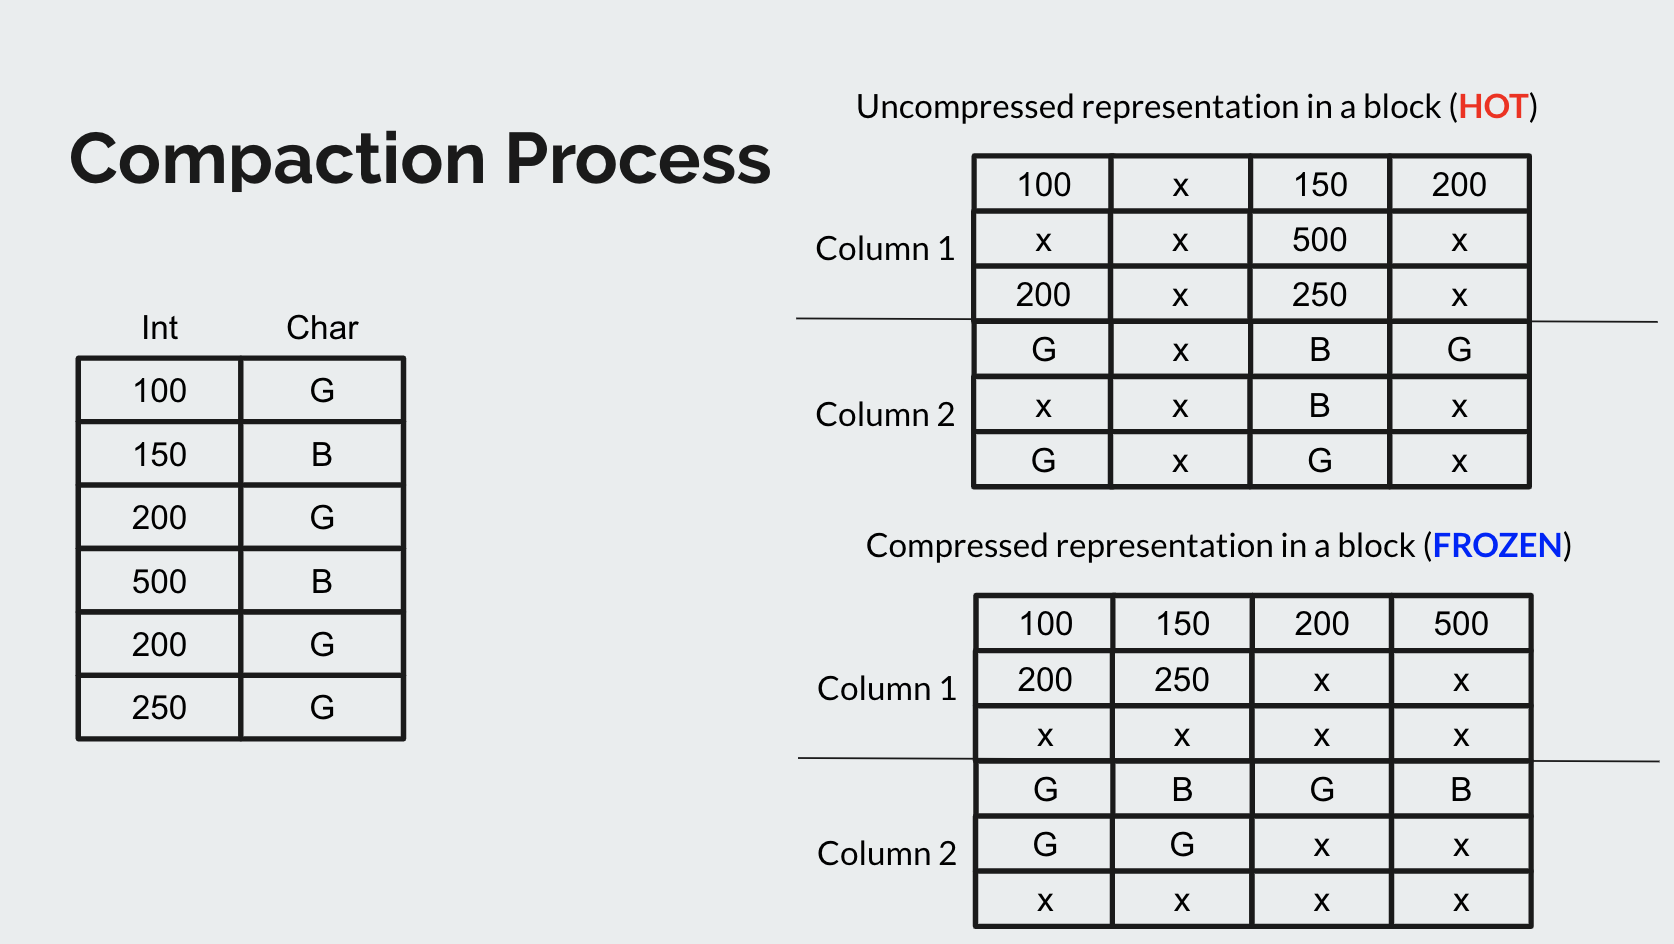 Compaction Process
Int Char
100 G
150 B
200 G
500 B
200 G
250 G
Uncompressed representation in a block (HOT)
Column 1
100 x 150 200
x x 500 x
200 x 250 x
Column 2
G x B G
x x B x
G x G x
Compressed representation in a block (FROZEN)
Column 1
100 150 200 500
200 250 x x
x x x x
Column 2
G B G B
G G x x
x x x x